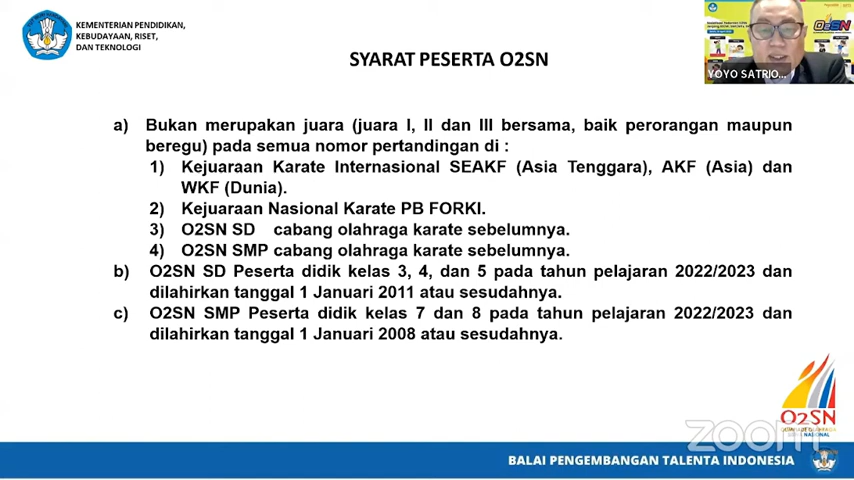 KEMENTERIAN PENDIDIKAN,
KEBUDAYAAN, RISET,
DAN TEKNOLOGI
SYARAT PESERTA O2SN
O2SN
YOYO SATRIO...
a) Bukan merupakan juara (juara I, II dan III bersama, baik perorangan maupun
beregu) pada semua nomor pertandingan di :
1) Kejuaraan Karate Internasional SEAKF (Asia Tenggara), AKF (Asia) dan
WKF (Dunia).
2) Kejuaraan Nasional Karate PB FORKI.
3) O2SN SD cabang olahraga karate sebelumnya.
4) O2SN SMP cabang olahraga karate sebelumnya.
b) O2SN SD Peserta didik kelas 3, 4, dan 5 pada tahun pelajaran 2022/2023 dan
dilahirkan tanggal 1 Januari 2011 atau sesudahnya.
c) O2SN SMP Peserta didik kelas 7 dan 8 pada tahun pelajaran 2022/2023 dan
dilahirkan tanggal 1 Januari 2008 atau sesudahnya.
O2SN
zoom
BALAI PENGEMBANGAN TALENTA INDONESIA